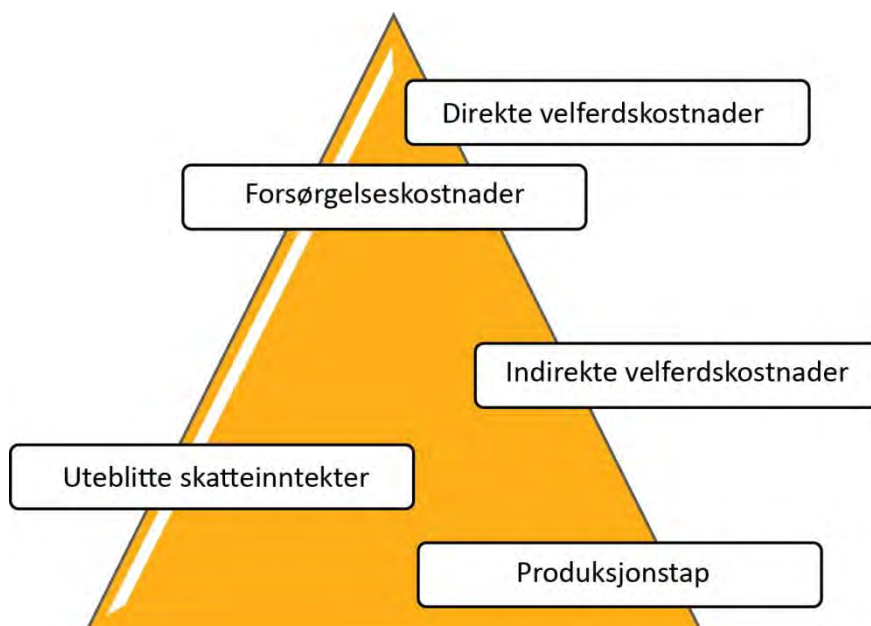 Direkte velferdskostnader
Forsørgelseskostnader
Indirekte velferdskostnader
Uteblitte skatteinntekter
Produksjonstap